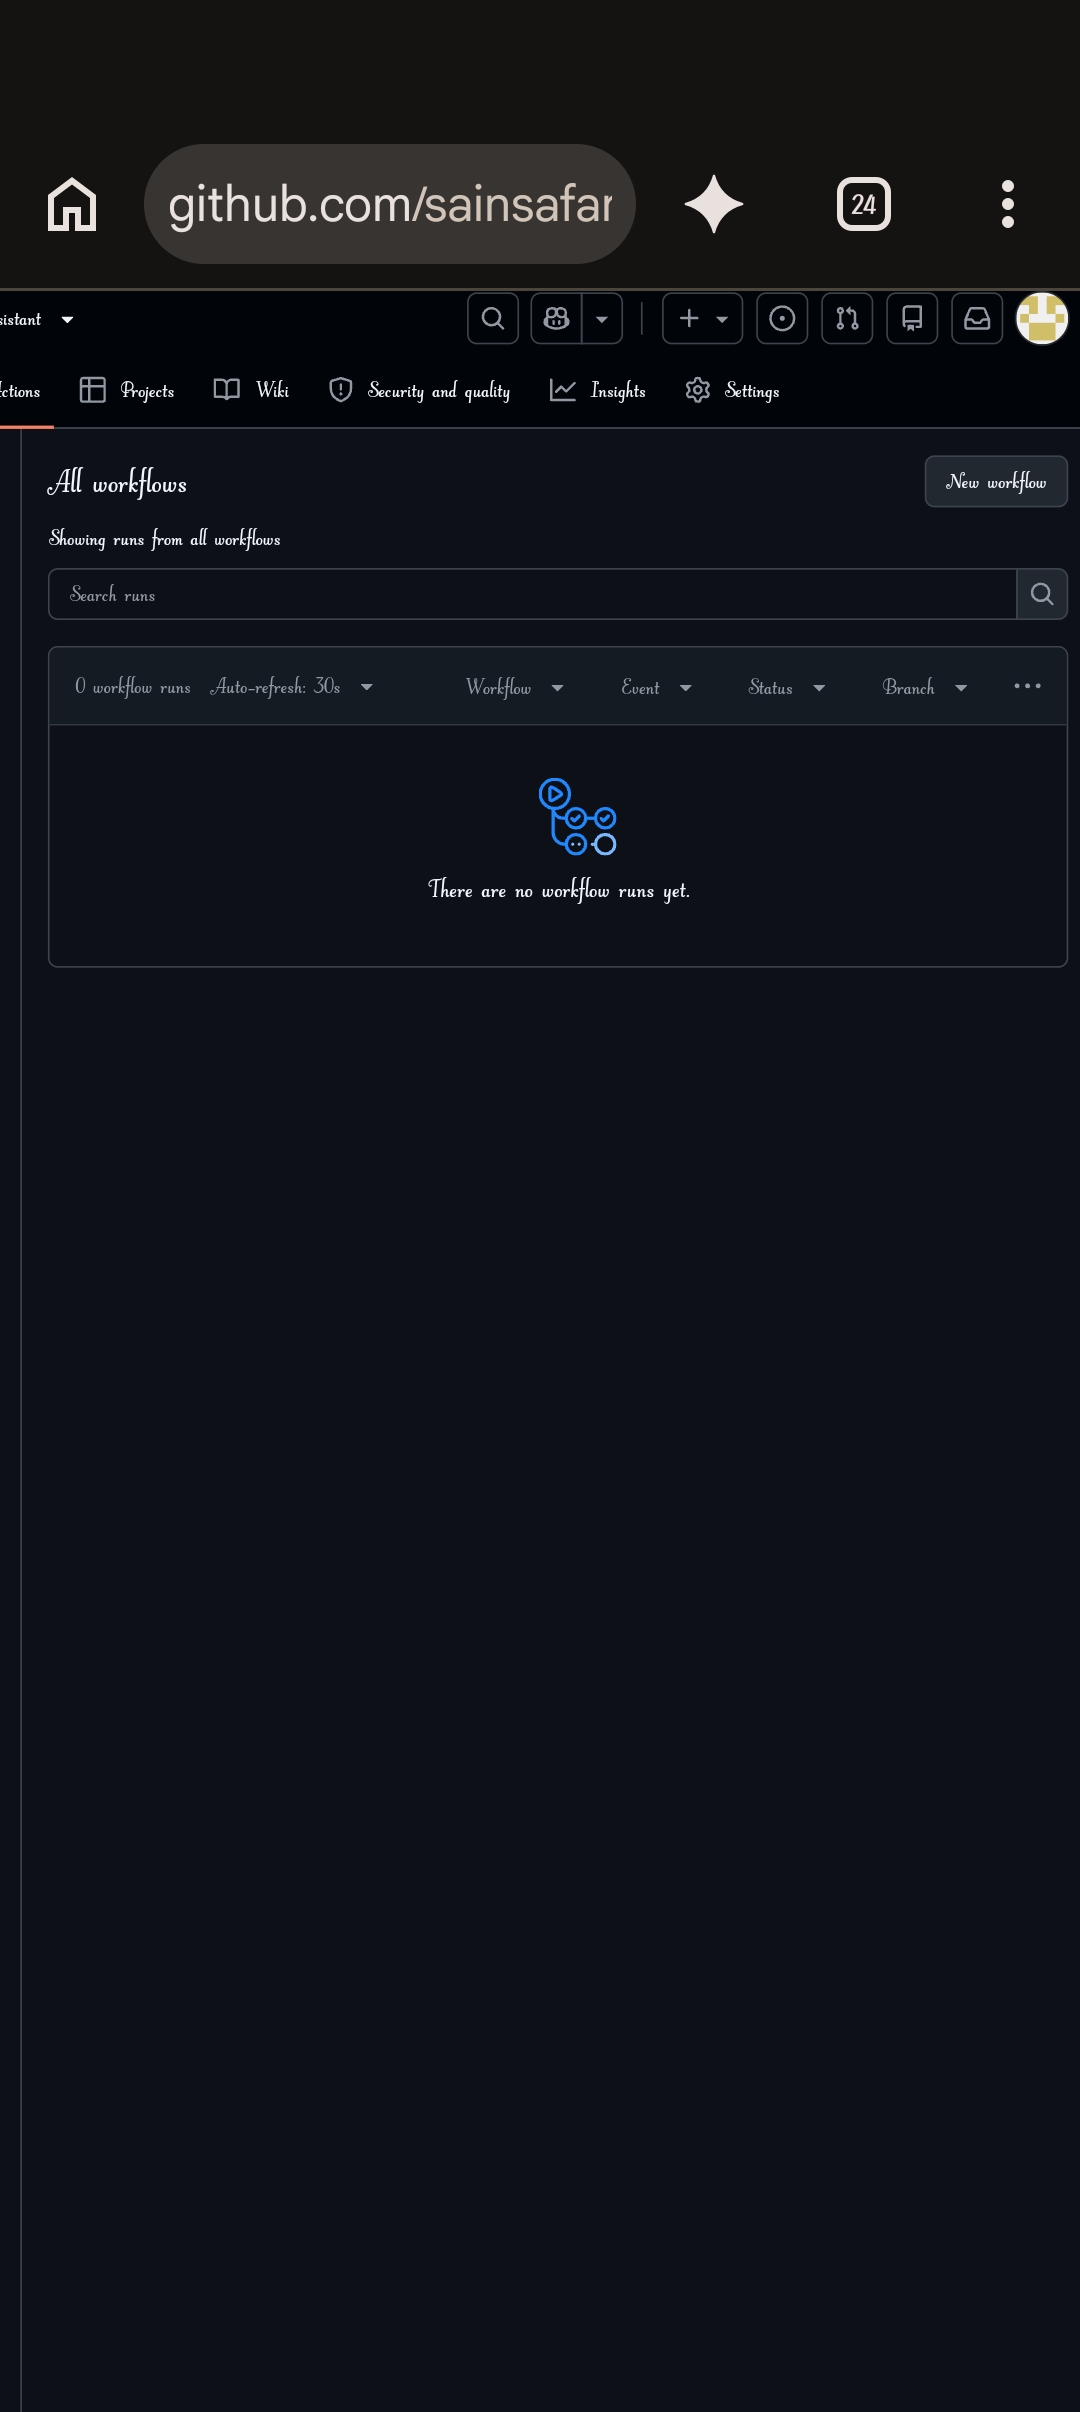 github.com/sainsafar
24
sistant
ctions Projects Wiki Security and quality Insights Settings
All workflows
New workflow
Showing runs from all workflows
Search runs
0 workflow runs Auto-refresh: 30s Workflow Event Status Branch
There are no workflow runs yet.